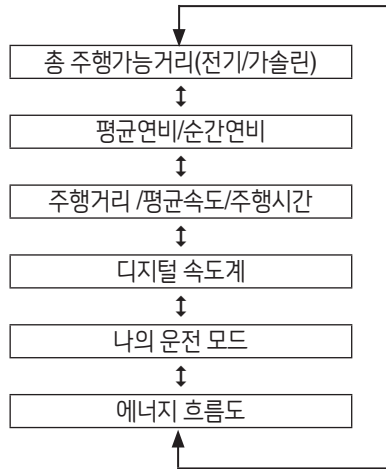 총 주행가능거리(전기/가솔린)
평균연비/순간연비
주행거리 /평균속도/주행시간
디지털 속도계
나의 운전 모드
에너지 흐름도